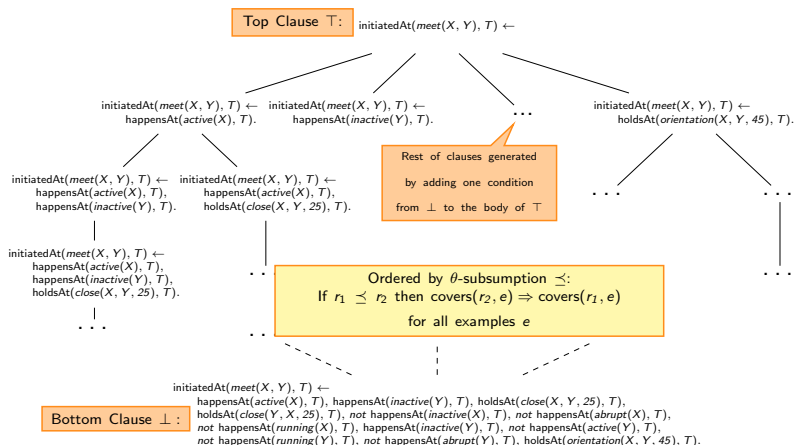 Top Clause ⊤:
initiatedAt(meet(X, Y), T) ←
initiatedAt(meet(X, Y), T) ←
happensAt(active(X), T).
initiatedAt(meet(X, Y), T) ←
happensAt(inactive(Y), T).
...
initiatedAt(meet(X, Y), T) ←
holdsAt(orientation(X, Y, 45), T).
Rest of clauses generated
by adding one condition
from ⊥ to the body of ⊤
initiatedAt(meet(X, Y), T) ←
happensAt(active(X), T),
happensAt(inactive(Y), T).
initiatedAt(meet(X, Y), T) ←
happensAt(active(X), T),
holdsAt(close(X, Y, 25), T).
...
...
initiatedAt(meet(X, Y), T) ←
happensAt(active(X), T),
happensAt(inactive(Y), T),
holdsAt(close(X, Y, 25), T).
...
...
...
...
Ordered by θ-subsumption ⪯:
If r1 ⪯ r2 then covers(r2, e) ⇒ covers(r1, e)
for all examples e
Bottom Clause ⊥ :
initiatedAt(meet(X, Y), T) ←
happensAt(active(X), T), happensAt(inactive(Y), T), holdsAt(close(X, Y, 25), T),
holdsAt(close(Y, X, 25), T), not happensAt(inactive(X), T), not happensAt(abrupt(X), T),
not happensAt(running(X), T), happensAt(inactive(Y), T), not happensAt(active(Y), T),
not happensAt(running(Y), T), not happensAt(abrupt(Y), T), holdsAt(orientation(X, Y, 45), T).